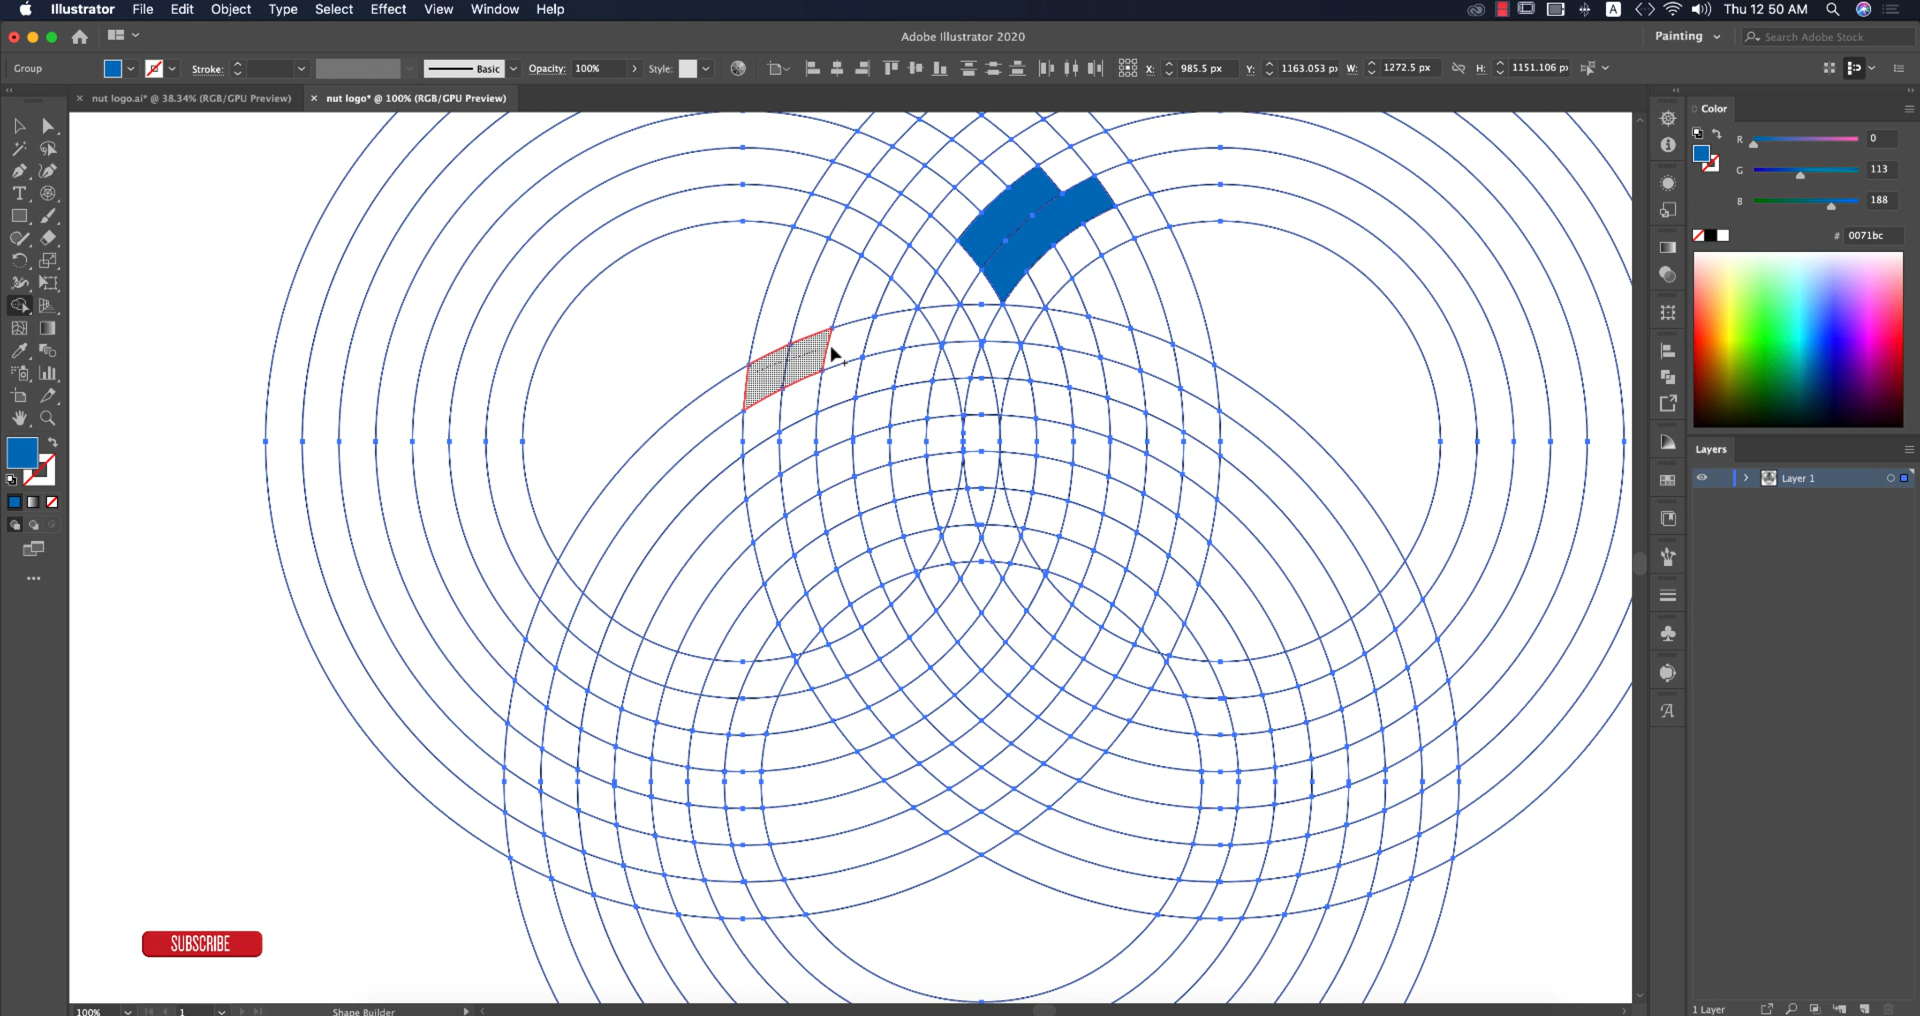 Illustrator File Edit Object Type Select Effect View Window Help A Thu 12 50 AM
Adobe Illustrator 2020 Painting Search Adobe Stock
Group Stroke: Basic Opacity: 100% Style: X: 985.5 px Y: 1163.053 px W: 1272.5 px H: 1151.106 px
× nut logo.ai* @ 38.34% (RGB/GPU Preview) × nut logo* @ 100% (RGB/GPU Preview)
Color
R 0
G 113
B 188
# 0071bc
Layers
Layer 1
SUBSCRIBE
100% 1 Shape Builder 1 Layer